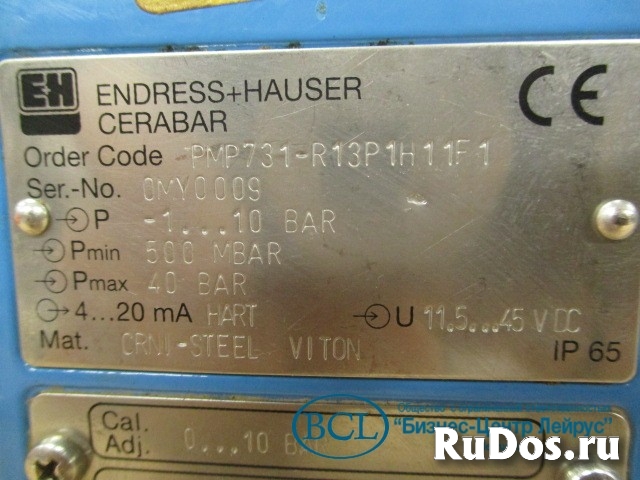 E+H
ENDRESS+HAUSER
CERABAR
CE
Order Code PMP731-R13P1H11F1
Ser.-No. 0MY0009
P -1...10 BAR
Pmin 500 MBAR
Pmax 40 BAR
4...20 mA HART U 11.5...45 V DC
Mat. CRNI-STEEL VITON IP 65
Cal.
Adj. 0...10
BCL
"Бизнес-Центр Лейрус"
RuDos.ru